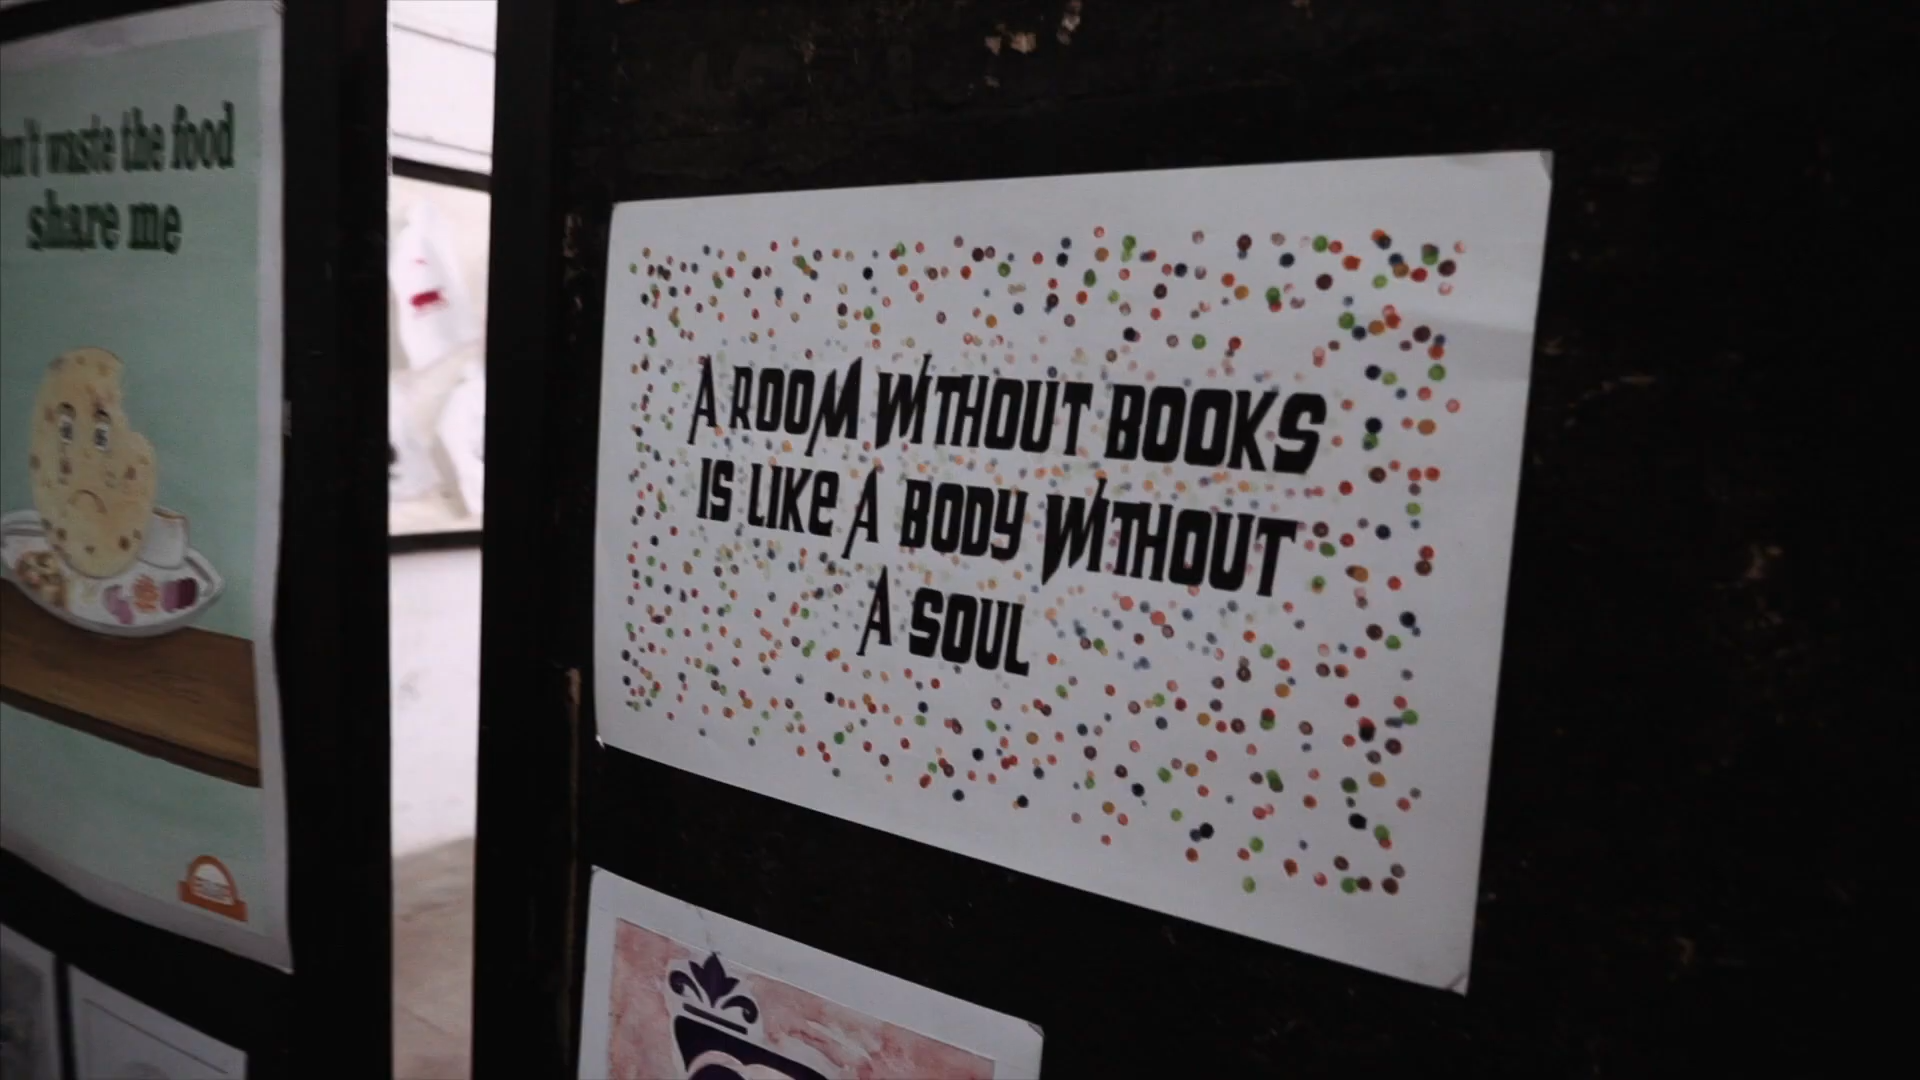 waste the food
share me
A ROOM WITHOUT BOOKS
IS LIKE A BODY WITHOUT
A SOUL